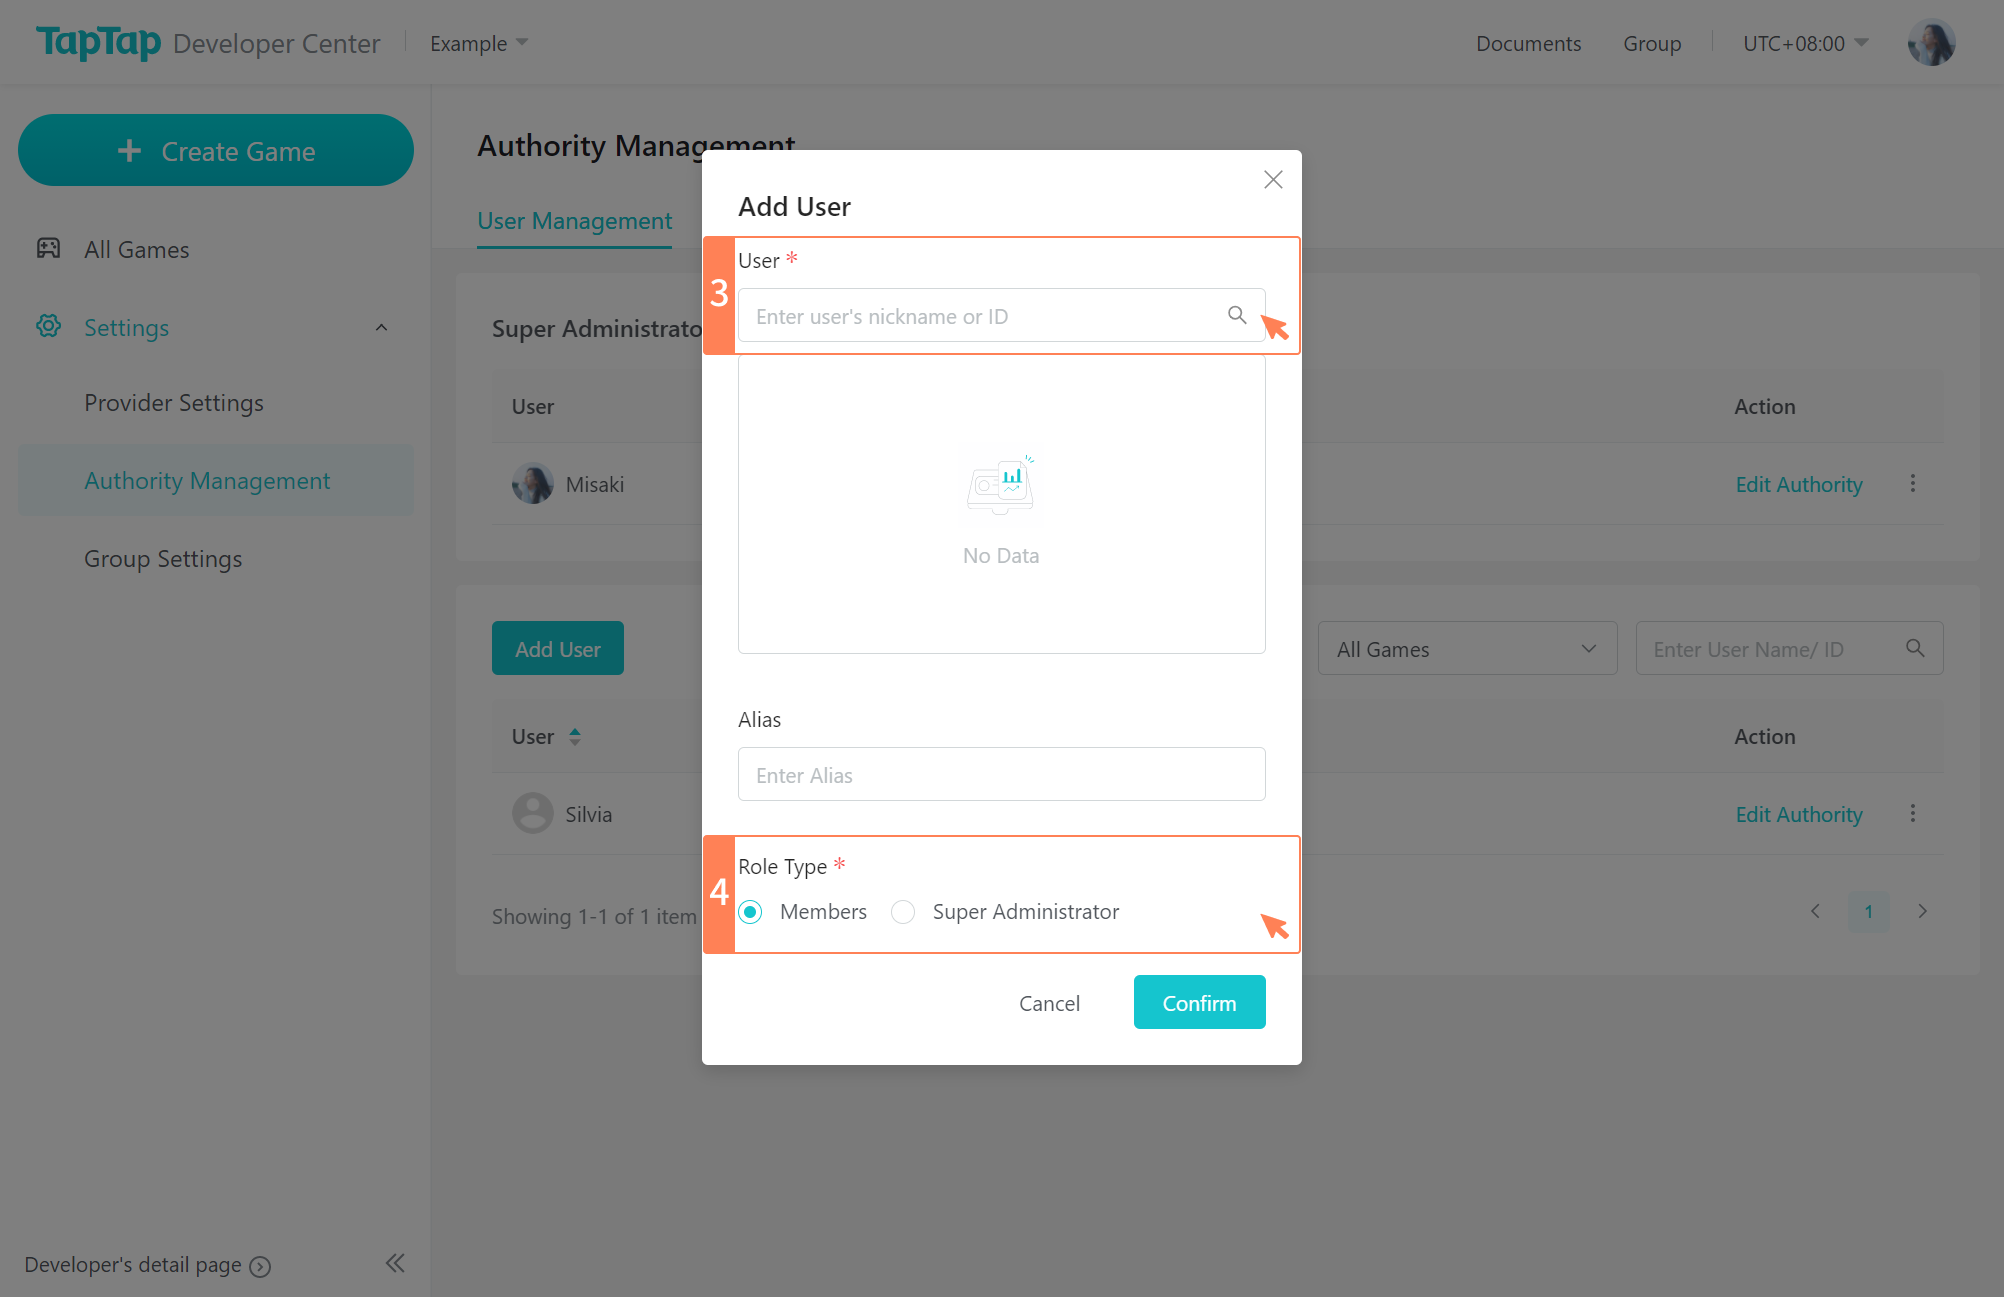 TapTap Developer Center Example Documents Group UTC+08:00
Create Game
All Games
Settings
Provider Settings
Authority Management
Group Settings
Developer's detail page
Authority Management
User Management
Super Administrato
User Action
Misaki Edit Authority
Add User All Games Enter User Name/ ID
User Action
Silvia Edit Authority
Showing 1-1 of 1 item 1
Add User
3 User *
Enter user's nickname or ID
No Data
Alias
Enter Alias
4 Role Type *
Members Super Administrator
Cancel Confirm